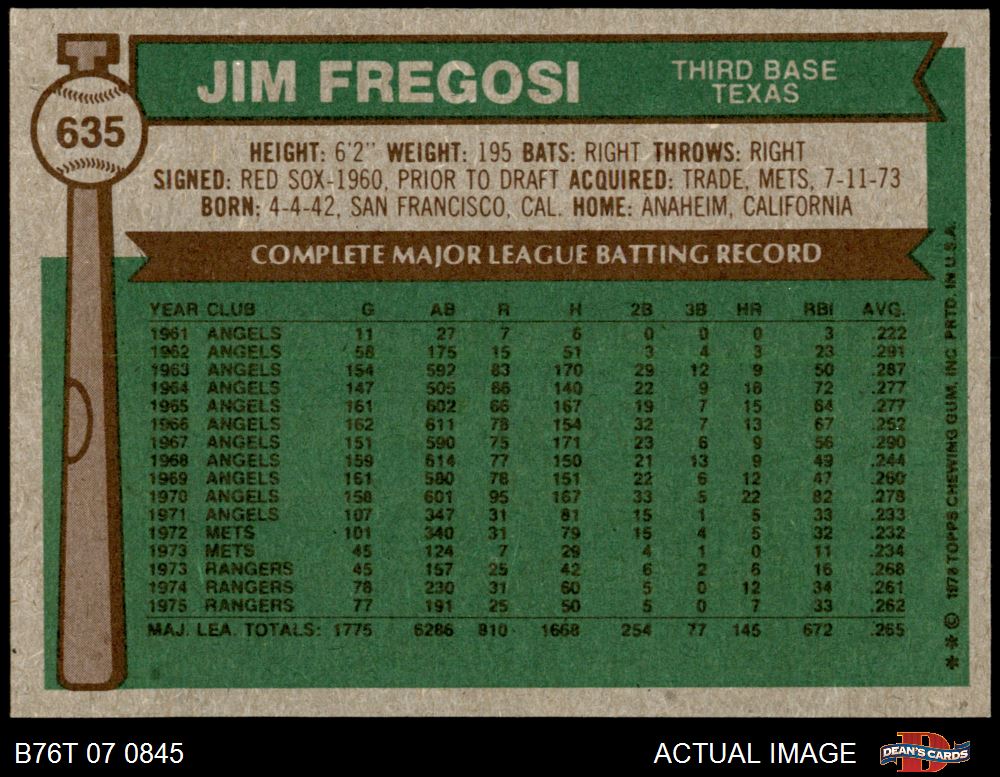 635
JIM FREGOSI
THIRD BASE
TEXAS
HEIGHT: 6'2" WEIGHT: 195 BATS: RIGHT THROWS: RIGHT
SIGNED: RED SOX-1960, PRIOR TO DRAFT ACQUIRED: TRADE, METS, 7-11-73
BORN: 4-4-42, SAN FRANCISCO, CAL. HOME: ANAHEIM, CALIFORNIA
COMPLETE MAJOR LEAGUE BATTING RECORD
YEAR CLUB G AB R H 2B 3B HR RBI AVG.
1961 ANGELS 11 27 7 6 0 0 0 3 .222
1962 ANGELS 58 175 15 51 3 4 3 23 .291
1963 ANGELS 154 592 83 170 29 12 9 50 .287
1964 ANGELS 147 505 86 140 22 9 18 72 .277
1965 ANGELS 161 602 66 167 19 7 15 64 .277
1966 ANGELS 162 611 78 154 32 7 13 67 .252
1967 ANGELS 151 590 75 171 23 6 9 56 .290
1968 ANGELS 159 614 77 150 21 13 9 49 .244
1969 ANGELS 161 580 78 151 22 6 12 47 .260
1970 ANGELS 158 601 95 167 33 5 22 82 .278
1971 ANGELS 107 347 31 81 15 1 5 33 .233
1972 METS 101 340 31 79 15 4 5 32 .232
1973 METS 45 124 7 29 4 1 0 11 .234
1973 RANGERS 45 157 25 42 6 2 6 16 .268
1974 RANGERS 78 230 31 60 5 0 12 34 .261
1975 RANGERS 77 191 25 50 5 0 7 33 .262
MAJ. LEA. TOTALS: 1775 6286 810 1668 254 77 145 672 .265
* * © 1976 TOPPS CHEWING GUM, INC. PRTD. IN U.S.A.
B76T 07 0845
ACTUAL IMAGE
DEAN'S CARDS